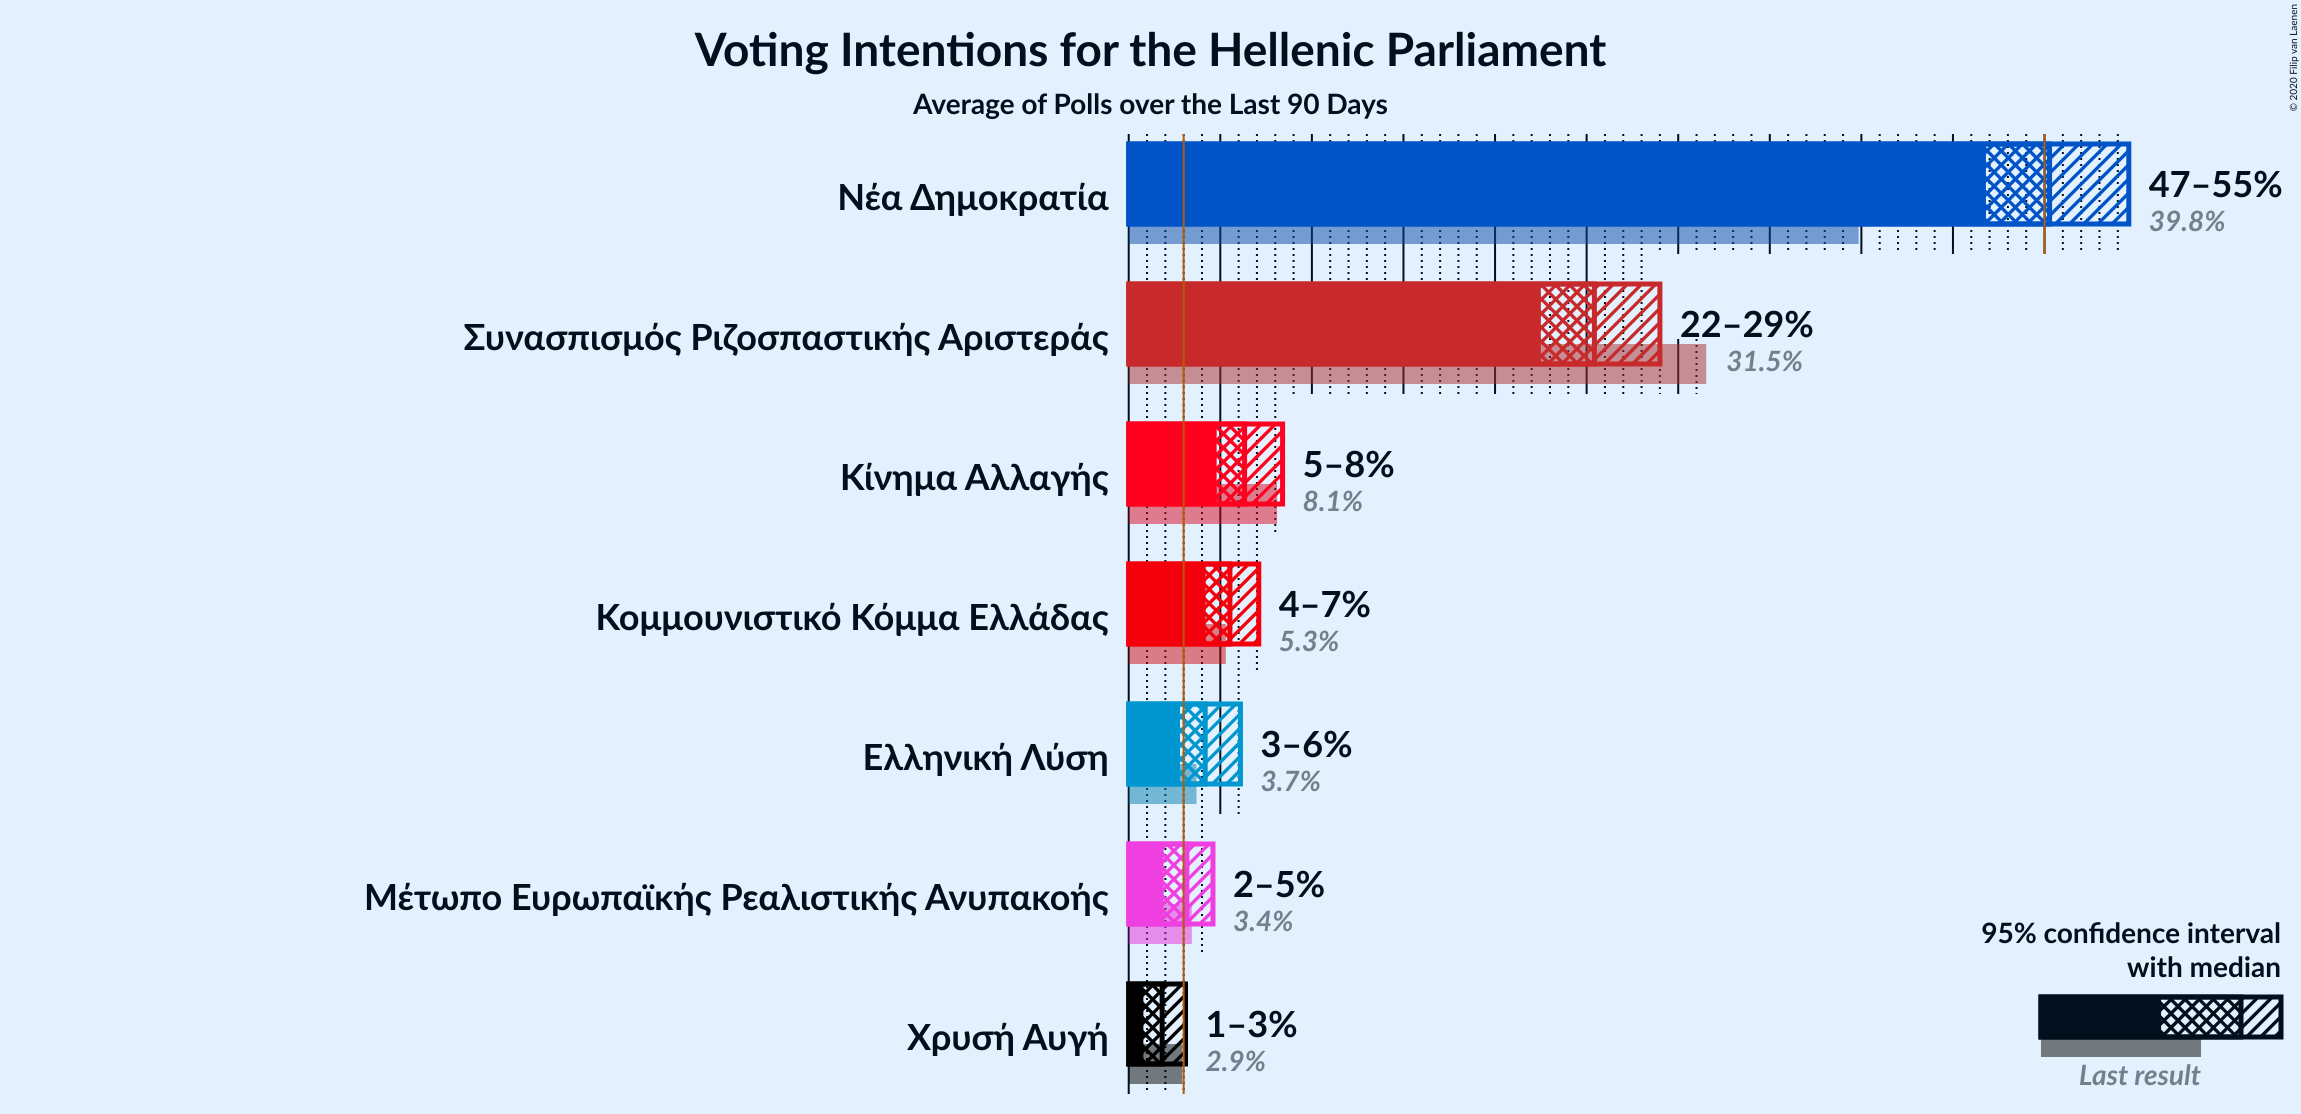 © 2020 Filip van Laenen
Voting Intentions for the Hellenic Parliament
Average of Polls over the Last 90 Days
Νέα Δημοκρατία
47–55%
39.8%
Συνασπισμός Ριζοσπαστικής Αριστεράς
22–29%
31.5%
Κίνημα Αλλαγής
5–8%
8.1%
Κομμουνιστικό Κόμμα Ελλάδας
4–7%
5.3%
Ελληνική Λύση
3–6%
3.7%
Μέτωπο Ευρωπαϊκής Ρεαλιστικής Ανυπακοής
2–5%
3.4%
Χρυσή Αυγή
1–3%
2.9%
95% confidence interval
with median
Last result